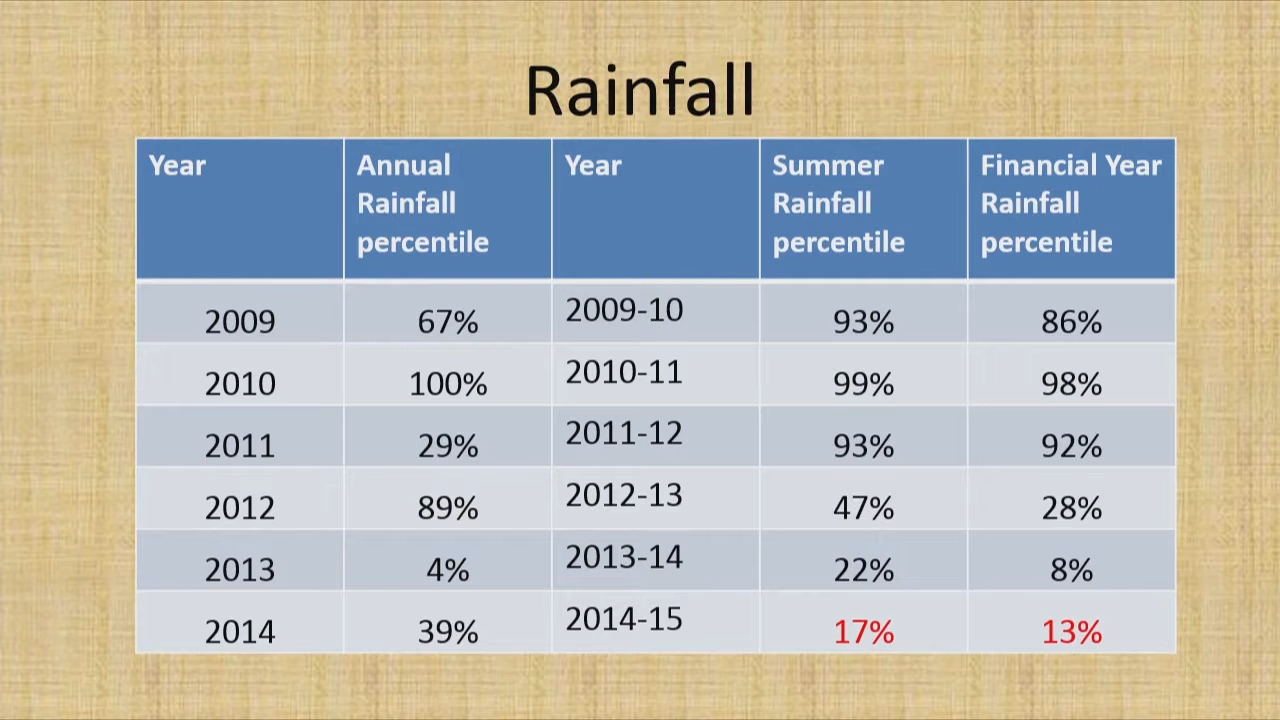 Rainfall
Year Annual Rainfall percentile Year Summer Rainfall percentile Financial Year Rainfall percentile
2009 67% 2009-10 93% 86%
2010 100% 2010-11 99% 98%
2011 29% 2011-12 93% 92%
2012 89% 2012-13 47% 28%
2013 4% 2013-14 22% 8%
2014 39% 2014-15 17% 13%